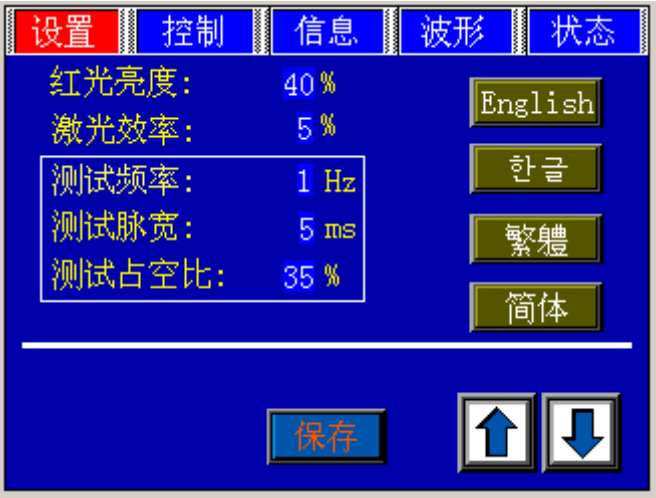 设置 控制 信息 波形 状态
红光亮度: 40 %
English
激光效率: 5 %
测试频率: 1 Hz
한글
测试脉宽: 5 ms
繁軆
测试占空比: 35 %
简体
保存